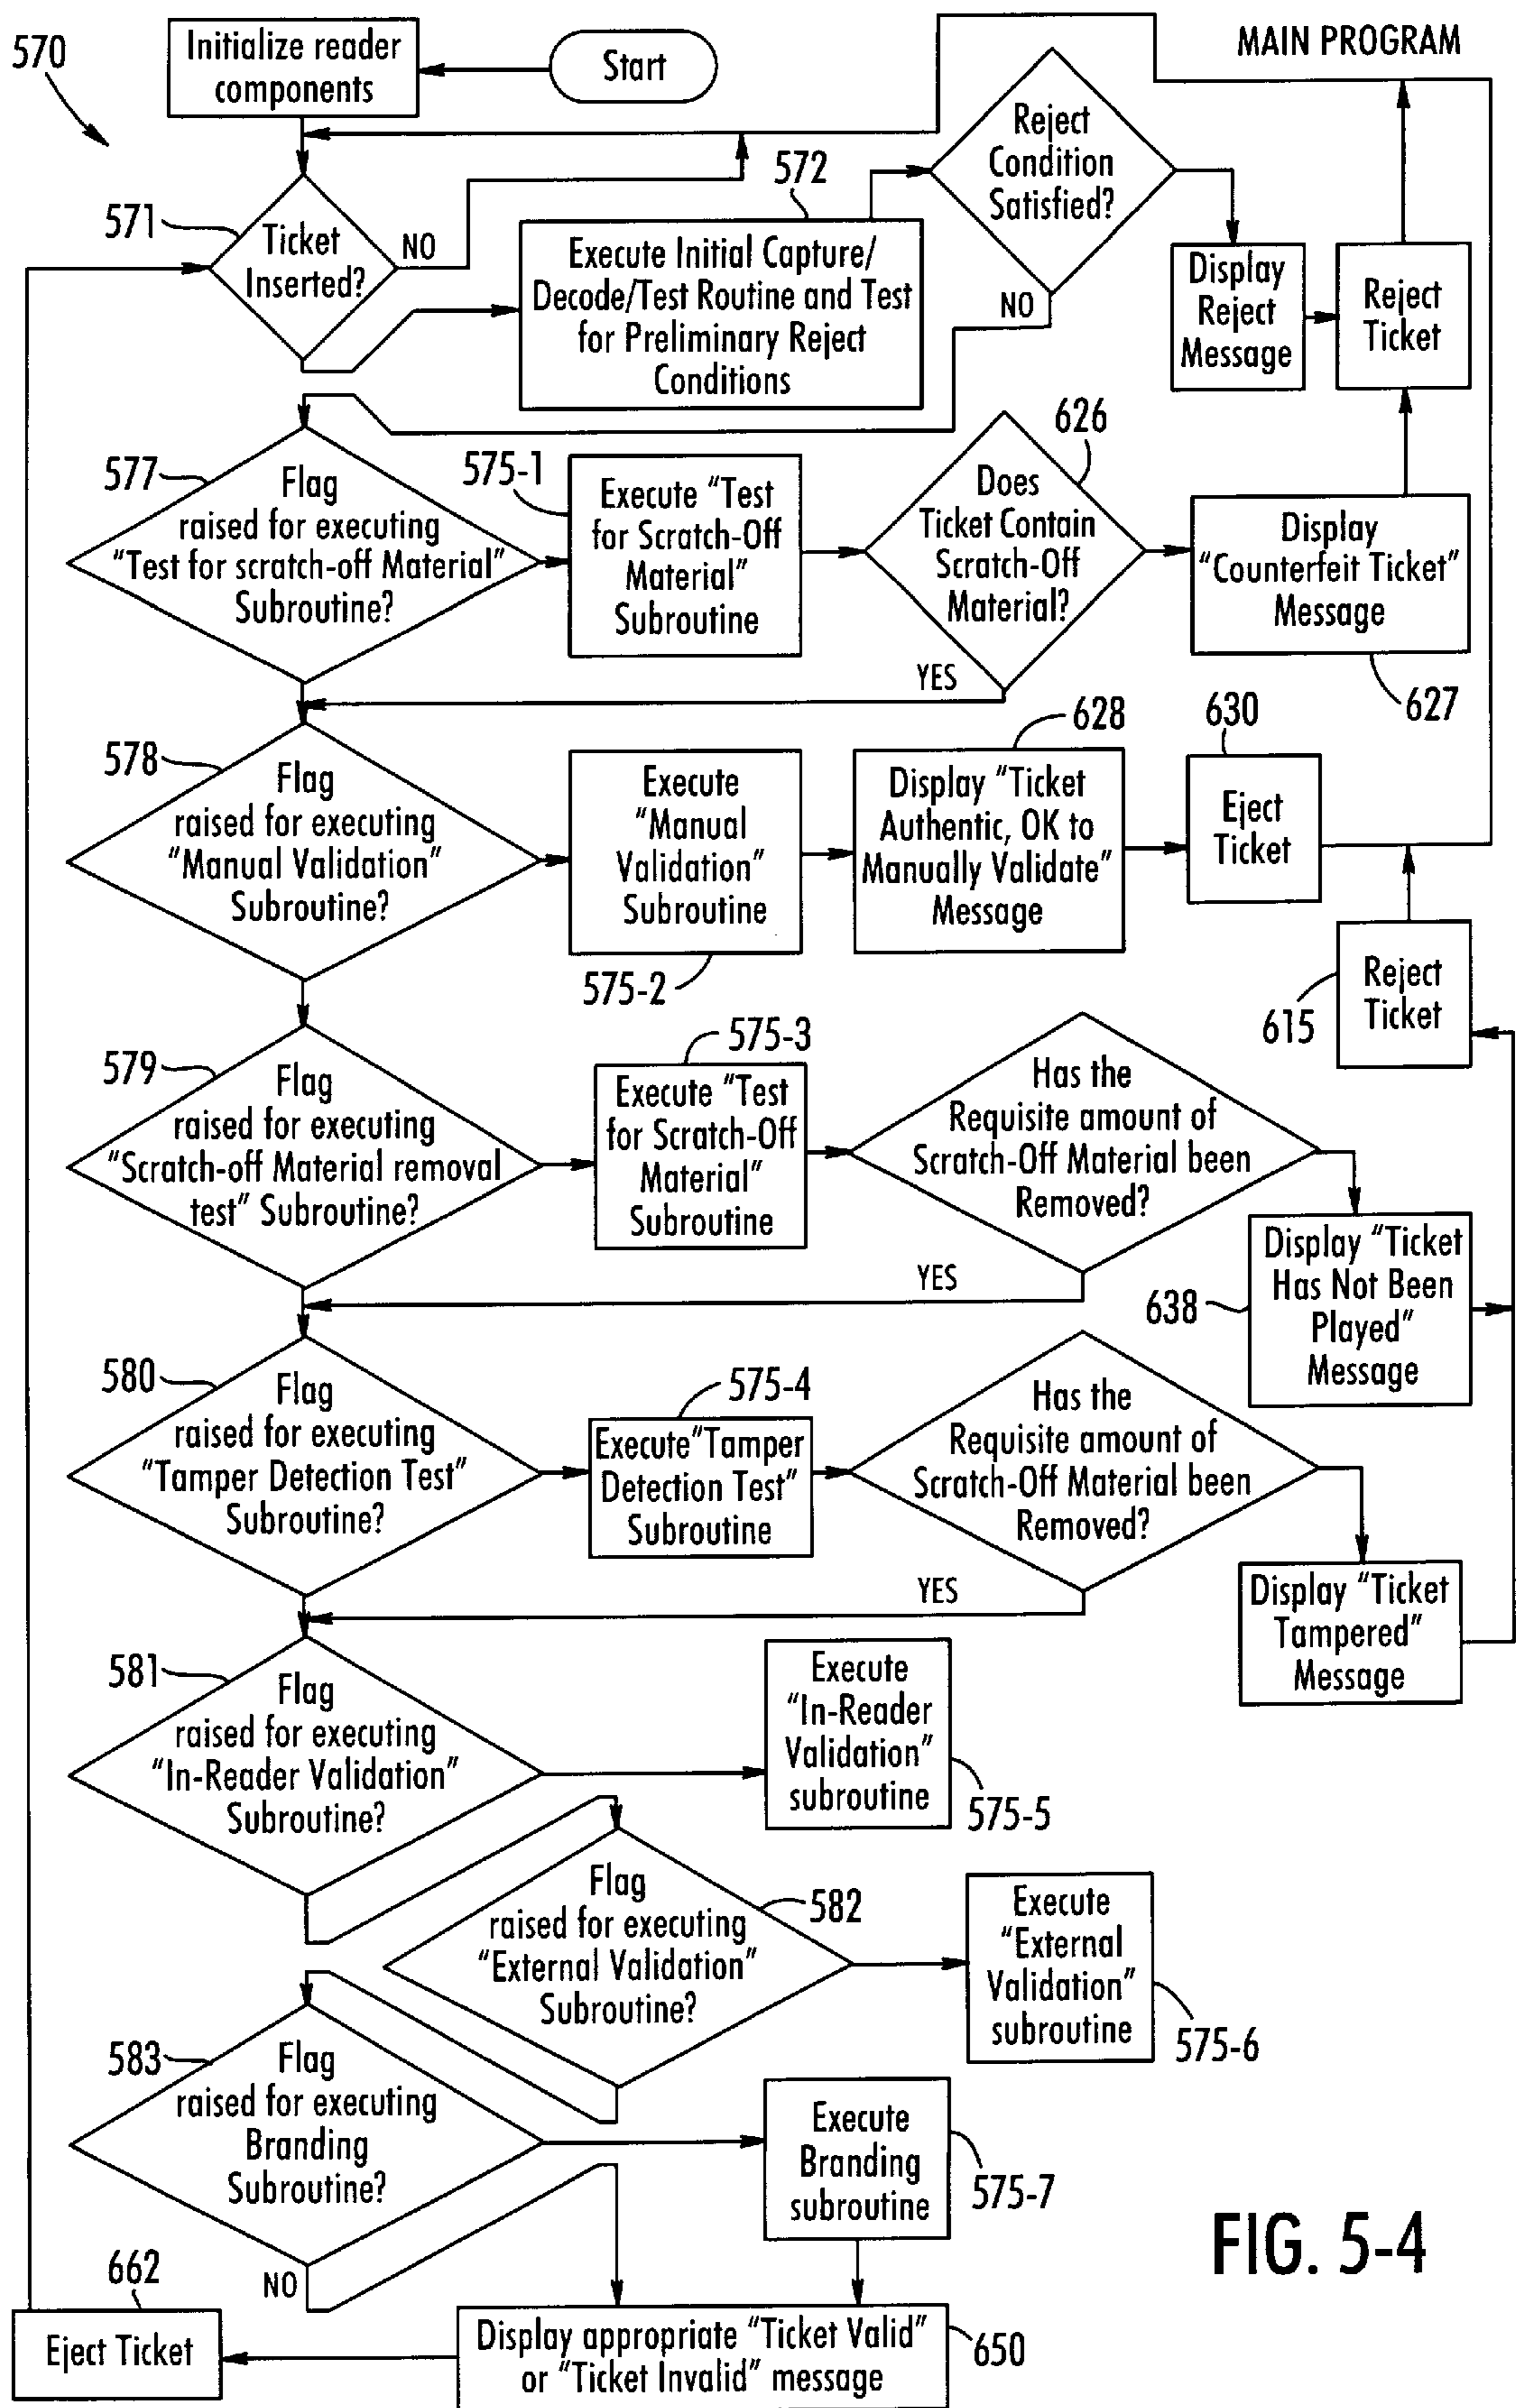 MAIN PROGRAM
570
Initialize reader
components
Start
571
Ticket
Inserted?
NO
572
Execute Initial Capture/
Decode/Test Routine and Test
for Preliminary Reject
Conditions
Reject
Condition
Satisfied?
NO
Display
Reject
Message
Reject
Ticket
577
Flag
raised for executing
"Test for scratch-off Material"
Subroutine?
575-1
Execute "Test
for Scratch-Off
Material"
Subroutine
626
Does
Ticket Contain
Scratch-Off
Material?
YES
Display
"Counterfeit Ticket"
Message
627
578
Flag
raised for executing
"Manual Validation"
Subroutine?
Execute
"Manual
Validation"
Subroutine
575-2
628
Display "Ticket
Authentic, OK to
Manually Validate"
Message
630
Eject
Ticket
615
Reject
Ticket
579
Flag
raised for executing
"Scratch-off Material removal
test" Subroutine?
575-3
Execute "Test
for Scratch-Off
Material"
Subroutine
Has the
Requisite amount of
Scratch-Off Material been
Removed?
YES
638
Display "Ticket
Has Not Been
Played"
Message
580
Flag
raised for executing
"Tamper Detection Test"
Subroutine?
575-4
Execute"Tamper
Detection Test"
Subroutine
Has the
Requisite amount of
Scratch-Off Material been
Removed?
YES
Display "Ticket
Tampered"
Message
581
Flag
raised for executing
"In-Reader Validation"
Subroutine?
Execute
"In-Reader
Validation"
subroutine
575-5
582
Flag
raised for executing
"External Validation"
Subroutine?
Execute
"External
Validation"
subroutine
575-6
583
Flag
raised for executing
Branding
Subroutine?
NO
Execute
Branding
subroutine
575-7
662
Eject Ticket
Display appropriate "Ticket Valid"
or "Ticket Invalid" message
650
FIG. 5-4